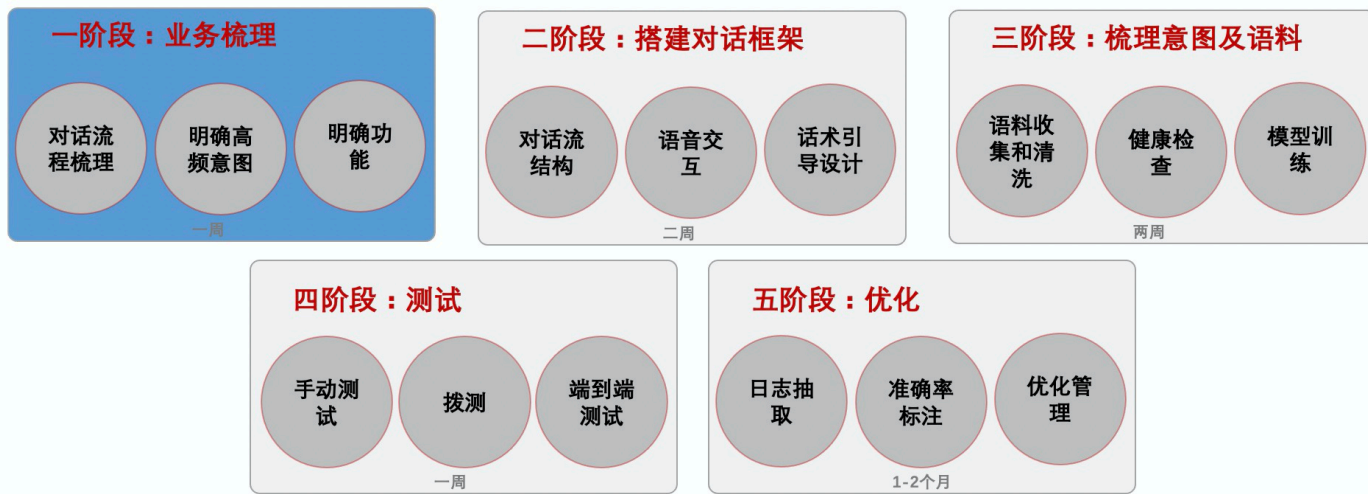 一阶段：业务梳理
对话流
程梳理
明确高
频意图
明确功
能
一周
二阶段：搭建对话框架
对话流
结构
语音交
互
话术引
导设计
二周
三阶段：梳理意图及语料
语料收
集和清
洗
健康检
查
模型训
练
两周
四阶段：测试
手动测
试
拨测
端到端
测试
一周
五阶段：优化
日志抽
取
准确率
标注
优化管
理
1-2个月